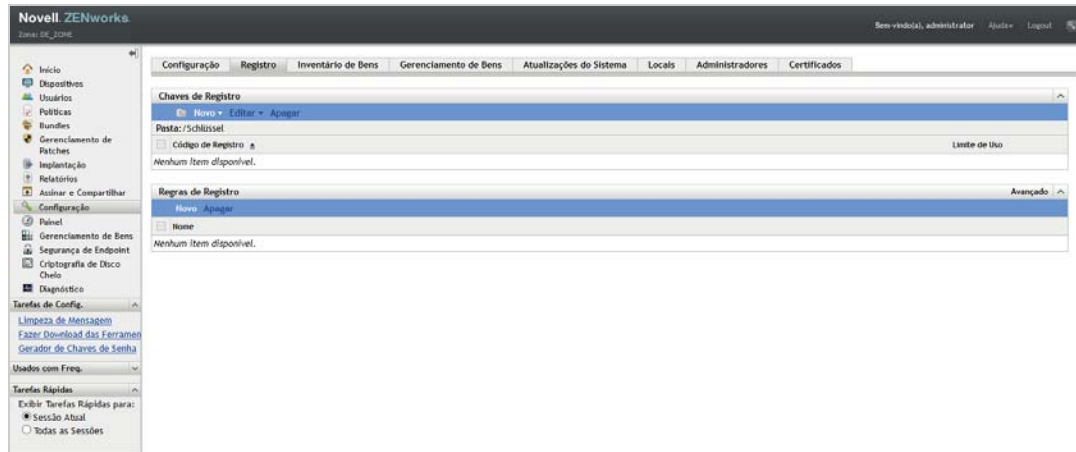 Novell ZENworks
Zona: DE_ZONE
Bem-vindo(a), administrator Ajuda Logout
Início
Dispositivos
Usuários
Políticas
Bundles
Gerenciamento de
Patches
Implantação
Relatórios
Assinar e Compartilhar
Configuração
Painel
Gerenciamento de Bens
Segurança de Endpoint
Criptografia de Disco
Cheio
Diagnóstico
Tarefas de Config.
Limpeza de Mensagem
Fazer Download das Ferramen
Gerador de Chaves de Senha
Usados com Freq.
Tarefas Rápidas
Exibir Tarefas Rápidas para:
Sessão Atual
Todas as Sessões
Configuração Registro Inventário de Bens Gerenciamento de Bens Atualizações do Sistema Locais Administradores Certificados
Chaves de Registro
Novo Editar Apagar
Pasta: /Schlüssel
Código de Registro Limite de Uso
Nenhum item disponível.
Regras de Registro Avançado
Novo Apagar
Nome
Nenhum item disponível.